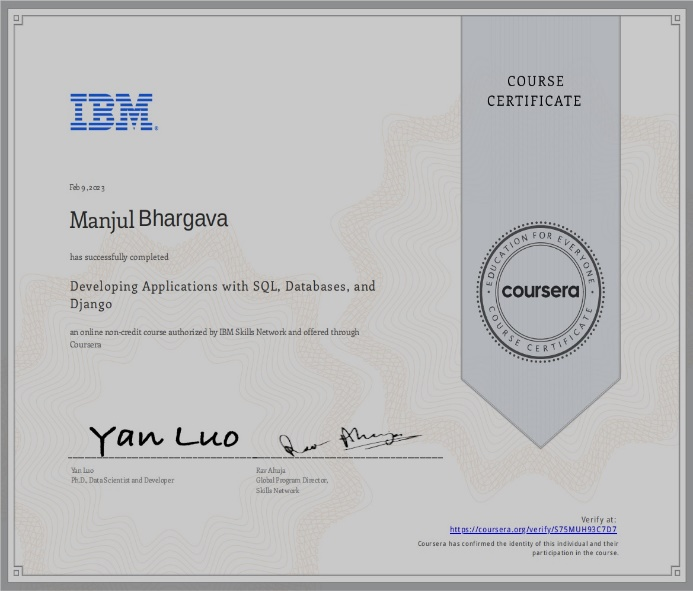 COURSE
CERTIFICATE
IBM®
Feb 9, 2023
Manjul Bhargava
has successfully completed
Developing Applications with SQL, Databases, and
Django
an online non-credit course authorized by IBM Skills Network and offered through
Coursera
EDUCATION FOR EVERYONE
coursera
COURSE CERTIFICATE
Yan Luo
Rav Ahuja
Yan Luo
Ph.D., Data Scientist and Developer
Rav Ahuja
Global Program Director,
Skills Network
Verify at:
https://coursera.org/verify/S75MUH93C7D7
Coursera has confirmed the identity of this individual and their
participation in the course.